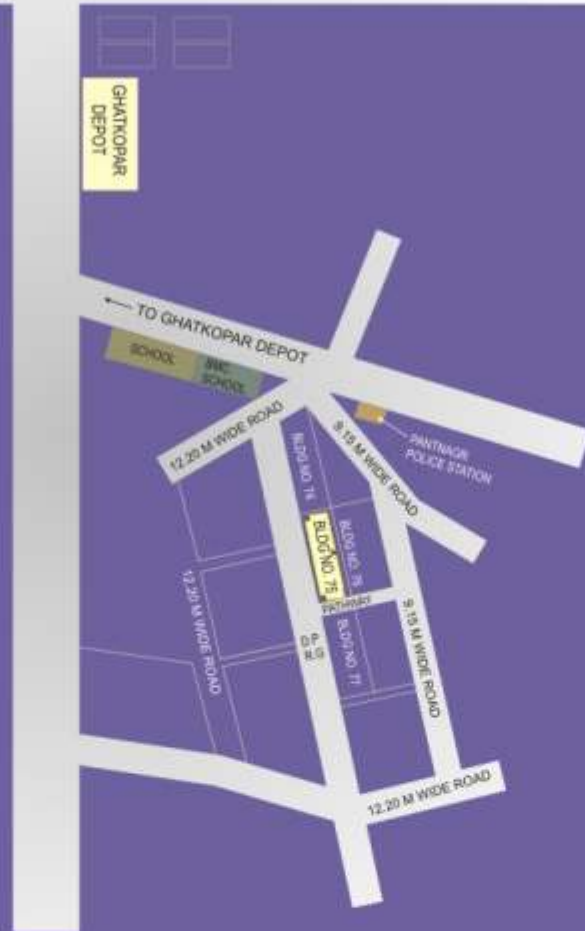 GHATKOPAR
DEPOT
← TO GHATKOPAR DEPOT
SCHOOL
BMC
SCHOOL
12.20 M WIDE ROAD
9.15 M WIDE ROAD
PANTNAGR
POLICE STATION
BLDG NO. 74
BLDG NO. 75
BLDG NO. 76
PATHWAY
BLDG NO. 77
12.20 M WIDE ROAD
D.P
R.G
9.15 M WIDE ROAD
12.20 M WIDE ROAD